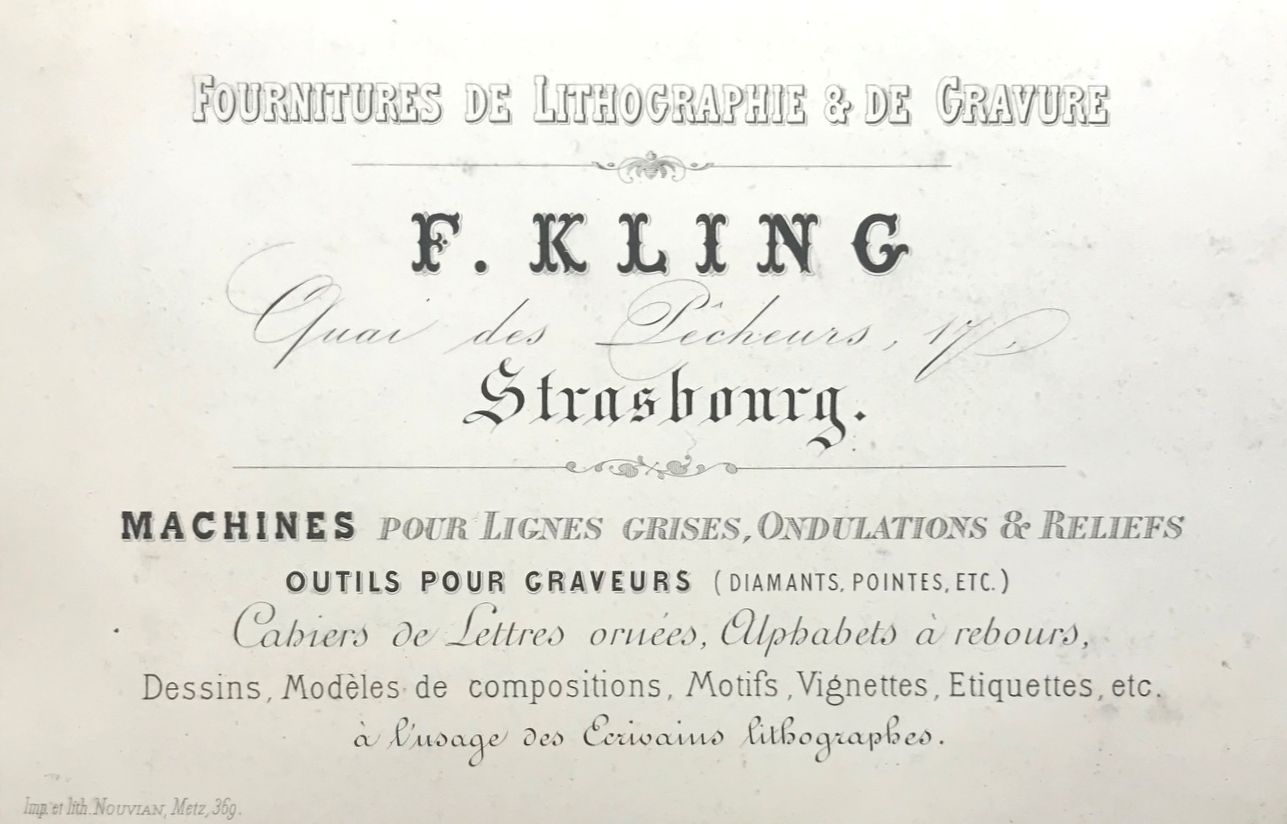 FOURNITURES DE LITHOGRAPHIE & DE GRAVURE
F. KLING
Quai des Pêcheurs, 17,
Strasbourg.
MACHINES POUR LIGNES GRISES, ONDULATIONS & RELIEFS
OUTILS POUR GRAVEURS (DIAMANTS, POINTES, ETC.)
Cahiers de Lettres ornées, Alphabets à rebours,
Dessins, Modèles de compositions, Motifs, Vignettes, Etiquettes, etc.
à l'usage des Ecrivains lithographes.
Imp. et lith. NOUVIAN, Metz, 369.